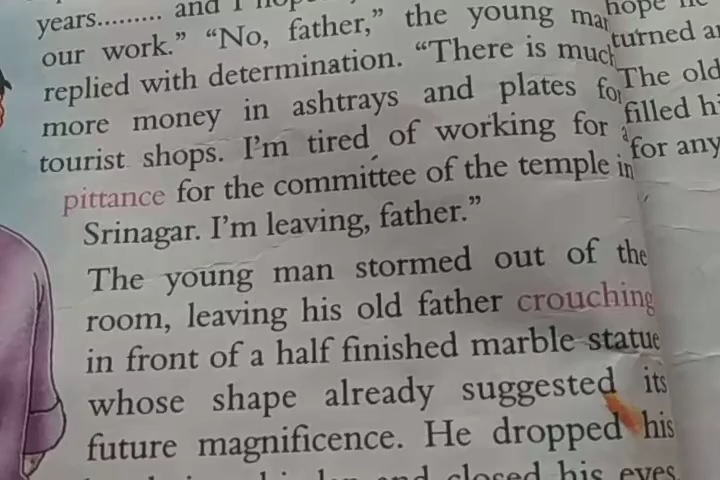 years......... and I
our work.” “No, father,” the young man
replied with determination. “There is much
more money in ashtrays and plates for
tourist shops. I’m tired of working for a
pittance for the committee of the temple in
Srinagar. I’m leaving, father.”
The young man stormed out of the
room, leaving his old father crouching
in front of a half finished marble statue
whose shape already suggested its
future magnificence. He dropped his
and closed his eyes
hope
turned
The old
filled
for any